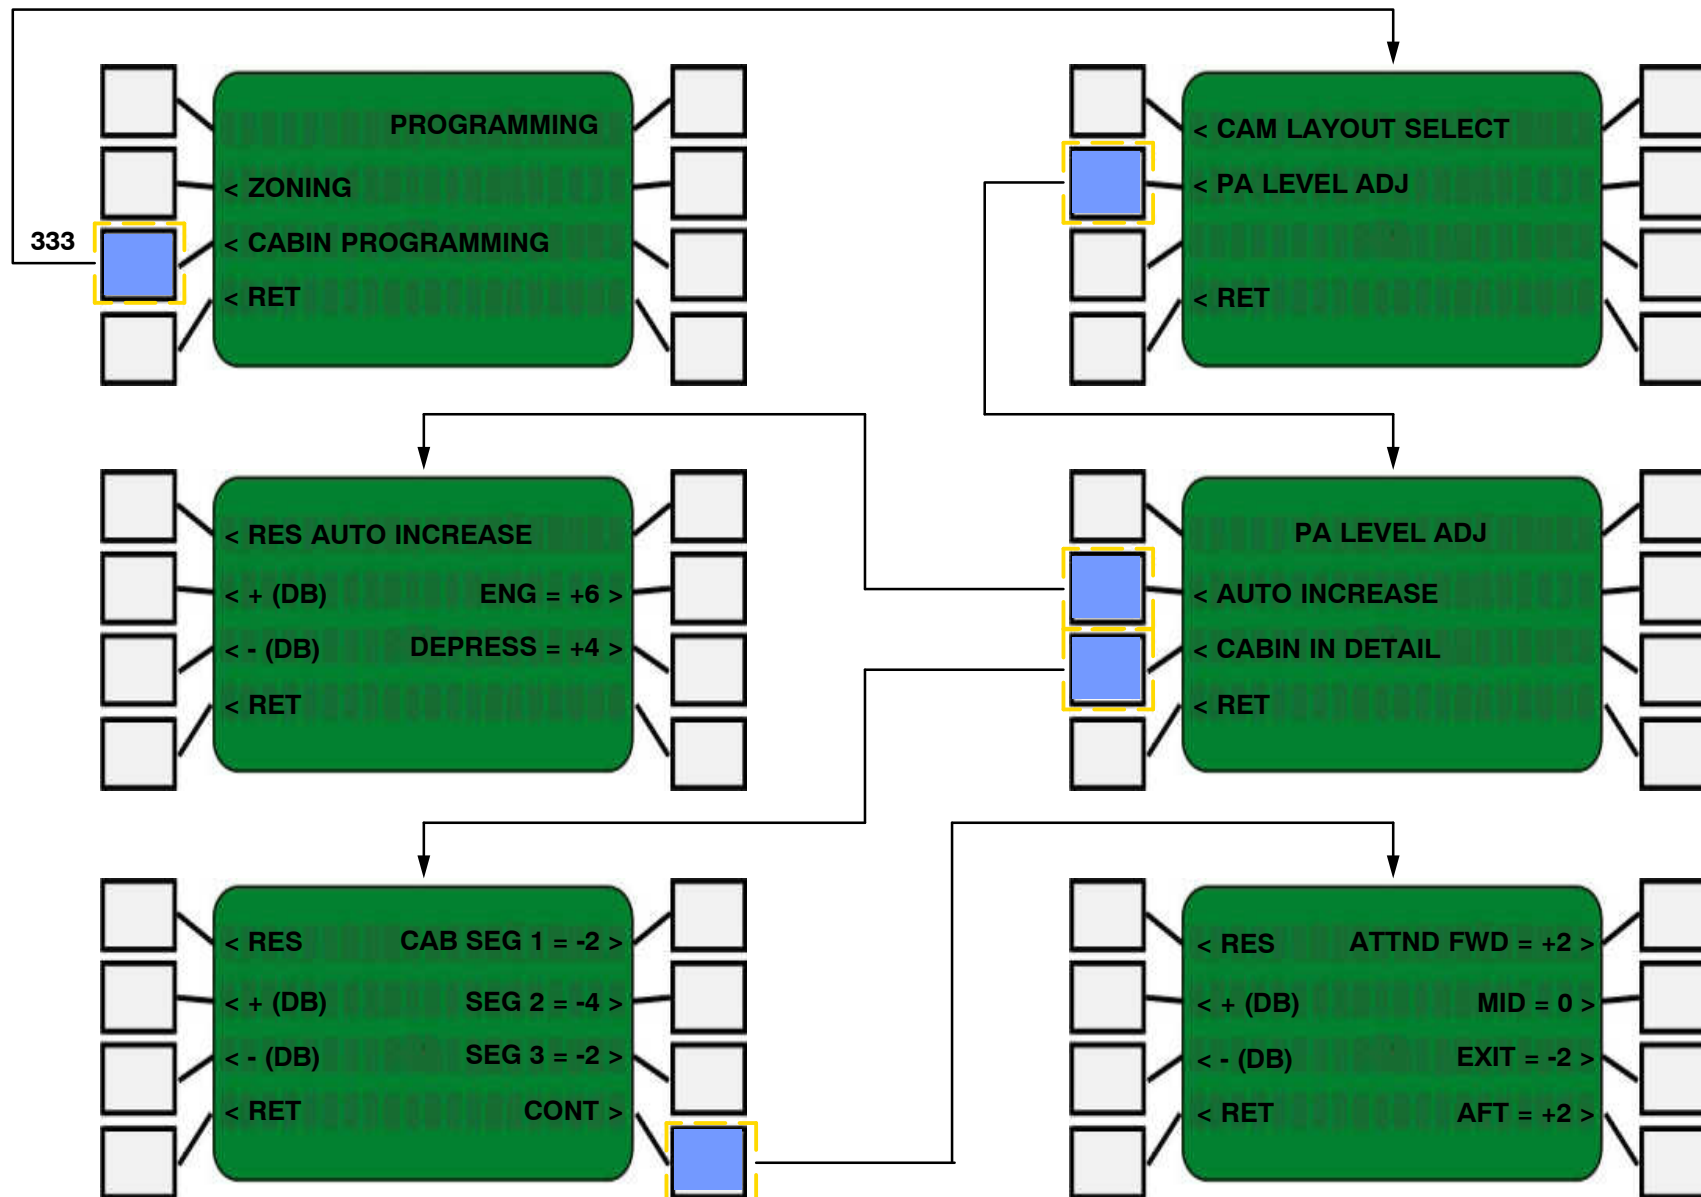 PROGRAMMING
< ZONING
333
< CABIN PROGRAMMING
< RET
< CAM LAYOUT SELECT
< PA LEVEL ADJ
< RET
< RES AUTO INCREASE
< + (DB) ENG = +6 >
< - (DB) DEPRESS = +4 >
< RET
PA LEVEL ADJ
< AUTO INCREASE
< CABIN IN DETAIL
< RET
< RES CAB SEG 1 = -2 >
< + (DB) SEG 2 = -4 >
< - (DB) SEG 3 = -2 >
< RET CONT >
< RES ATTND FWD = +2 >
< + (DB) MID = 0 >
< - (DB) EXIT = -2 >
< RET AFT = +2 >